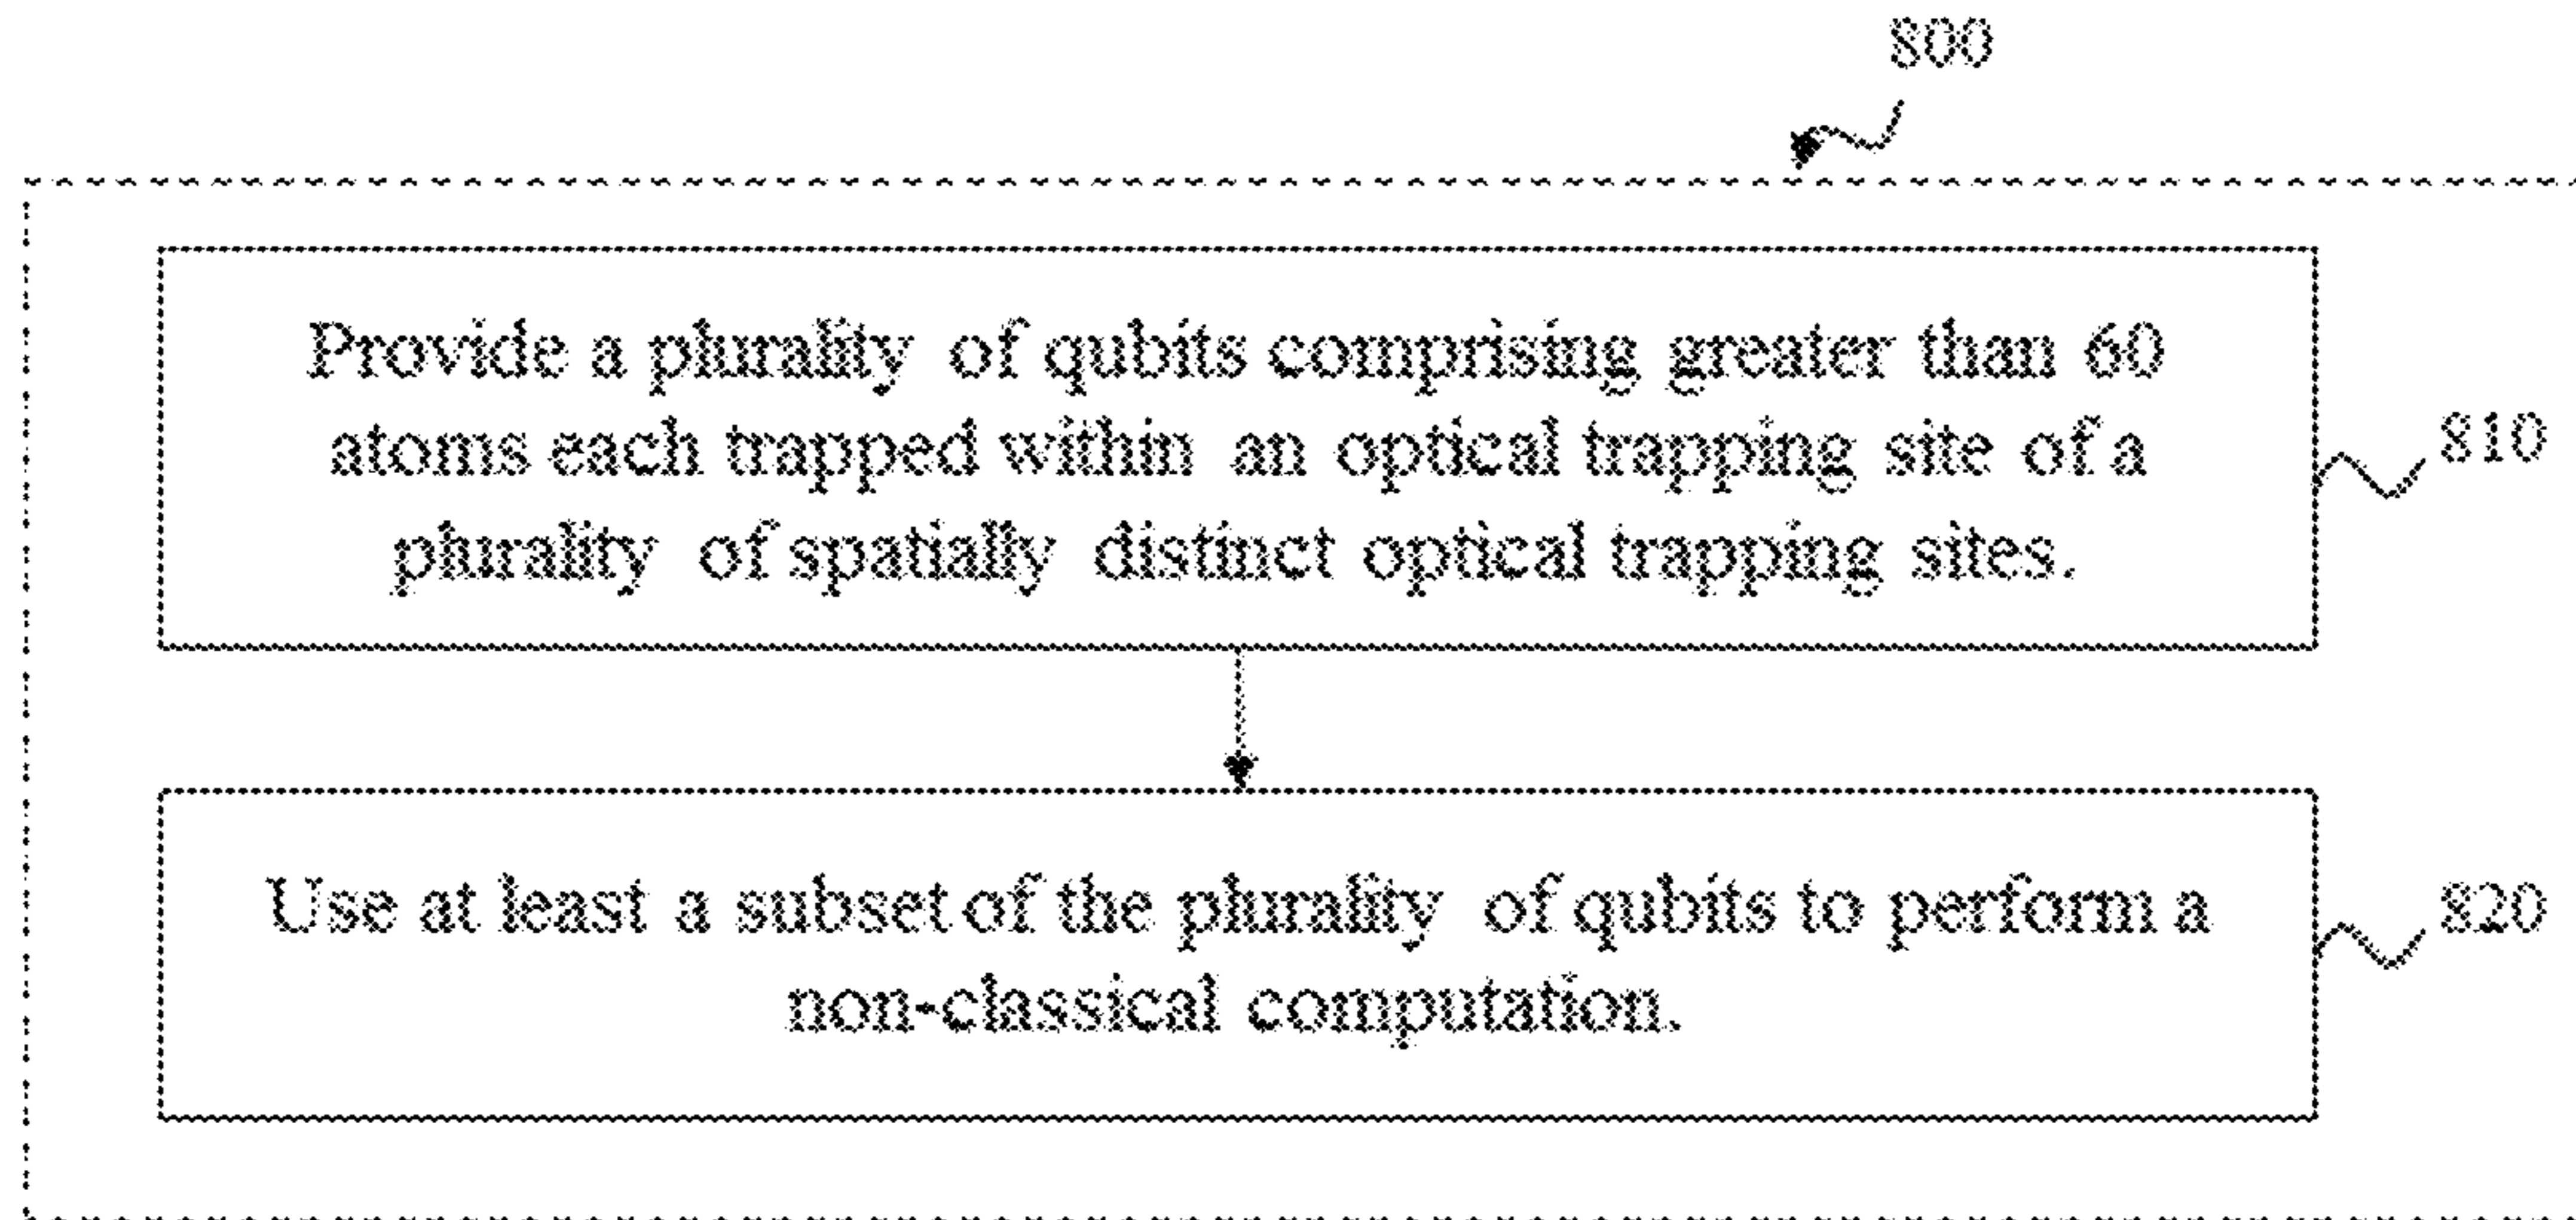 800
Provide a plurality of qubits comprising greater than 60
atoms each trapped within an optical trapping site of a
plurality of spatially distinct optical trapping sites.
810
Use at least a subset of the plurality of qubits to perform a
non-classical computation.
820